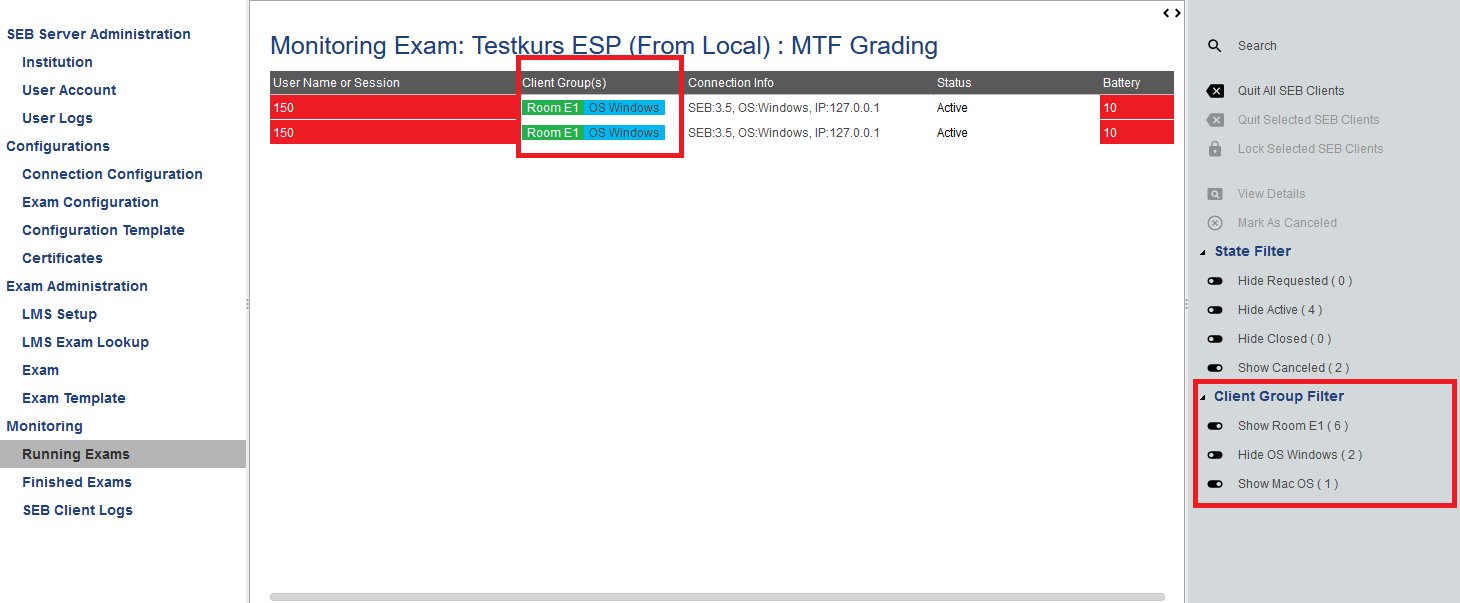 SEB Server Administration
Institution
User Account
User Logs
Configurations
Connection Configuration
Exam Configuration
Configuration Template
Certificates
Exam Administration
LMS Setup
LMS Exam Lookup
Exam
Exam Template
Monitoring
Running Exams
Finished Exams
SEB Client Logs
Monitoring Exam: Testkurs ESP (From Local) : MTF Grading
User Name or Session Client Group(s) Connection Info Status Battery
150 Room E1 OS Windows SEB:3.5, OS:Windows, IP:127.0.0.1 Active 10
150 Room E1 OS Windows SEB:3.5, OS:Windows, IP:127.0.0.1 Active 10
Search
Quit All SEB Clients
Quit Selected SEB Clients
Lock Selected SEB Clients
View Details
Mark As Canceled
State Filter
Hide Requested ( 0 )
Hide Active ( 4 )
Hide Closed ( 0 )
Show Canceled ( 2 )
Client Group Filter
Show Room E1 ( 6 )
Hide OS Windows ( 2 )
Show Mac OS ( 1 )